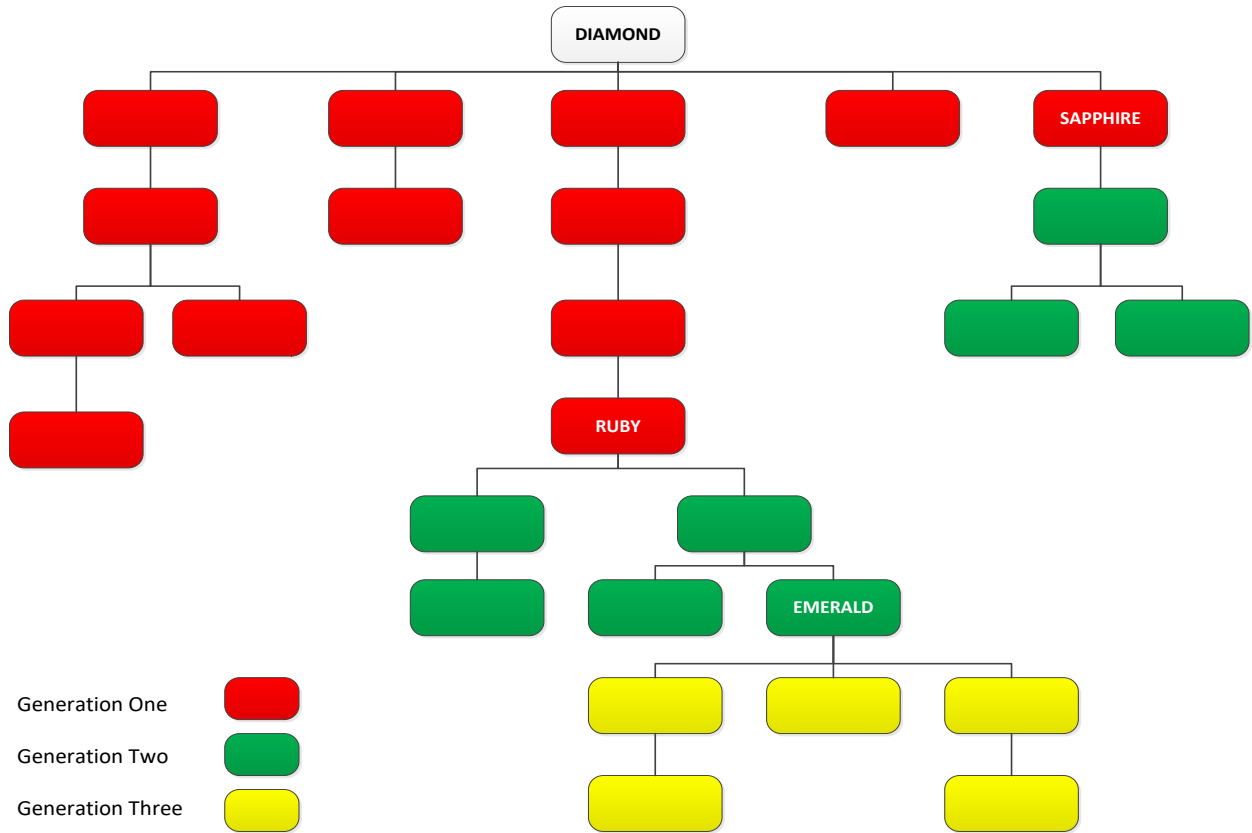 DIAMOND
SAPPHIRE
RUBY
EMERALD
Generation One
Generation Two
Generation Three